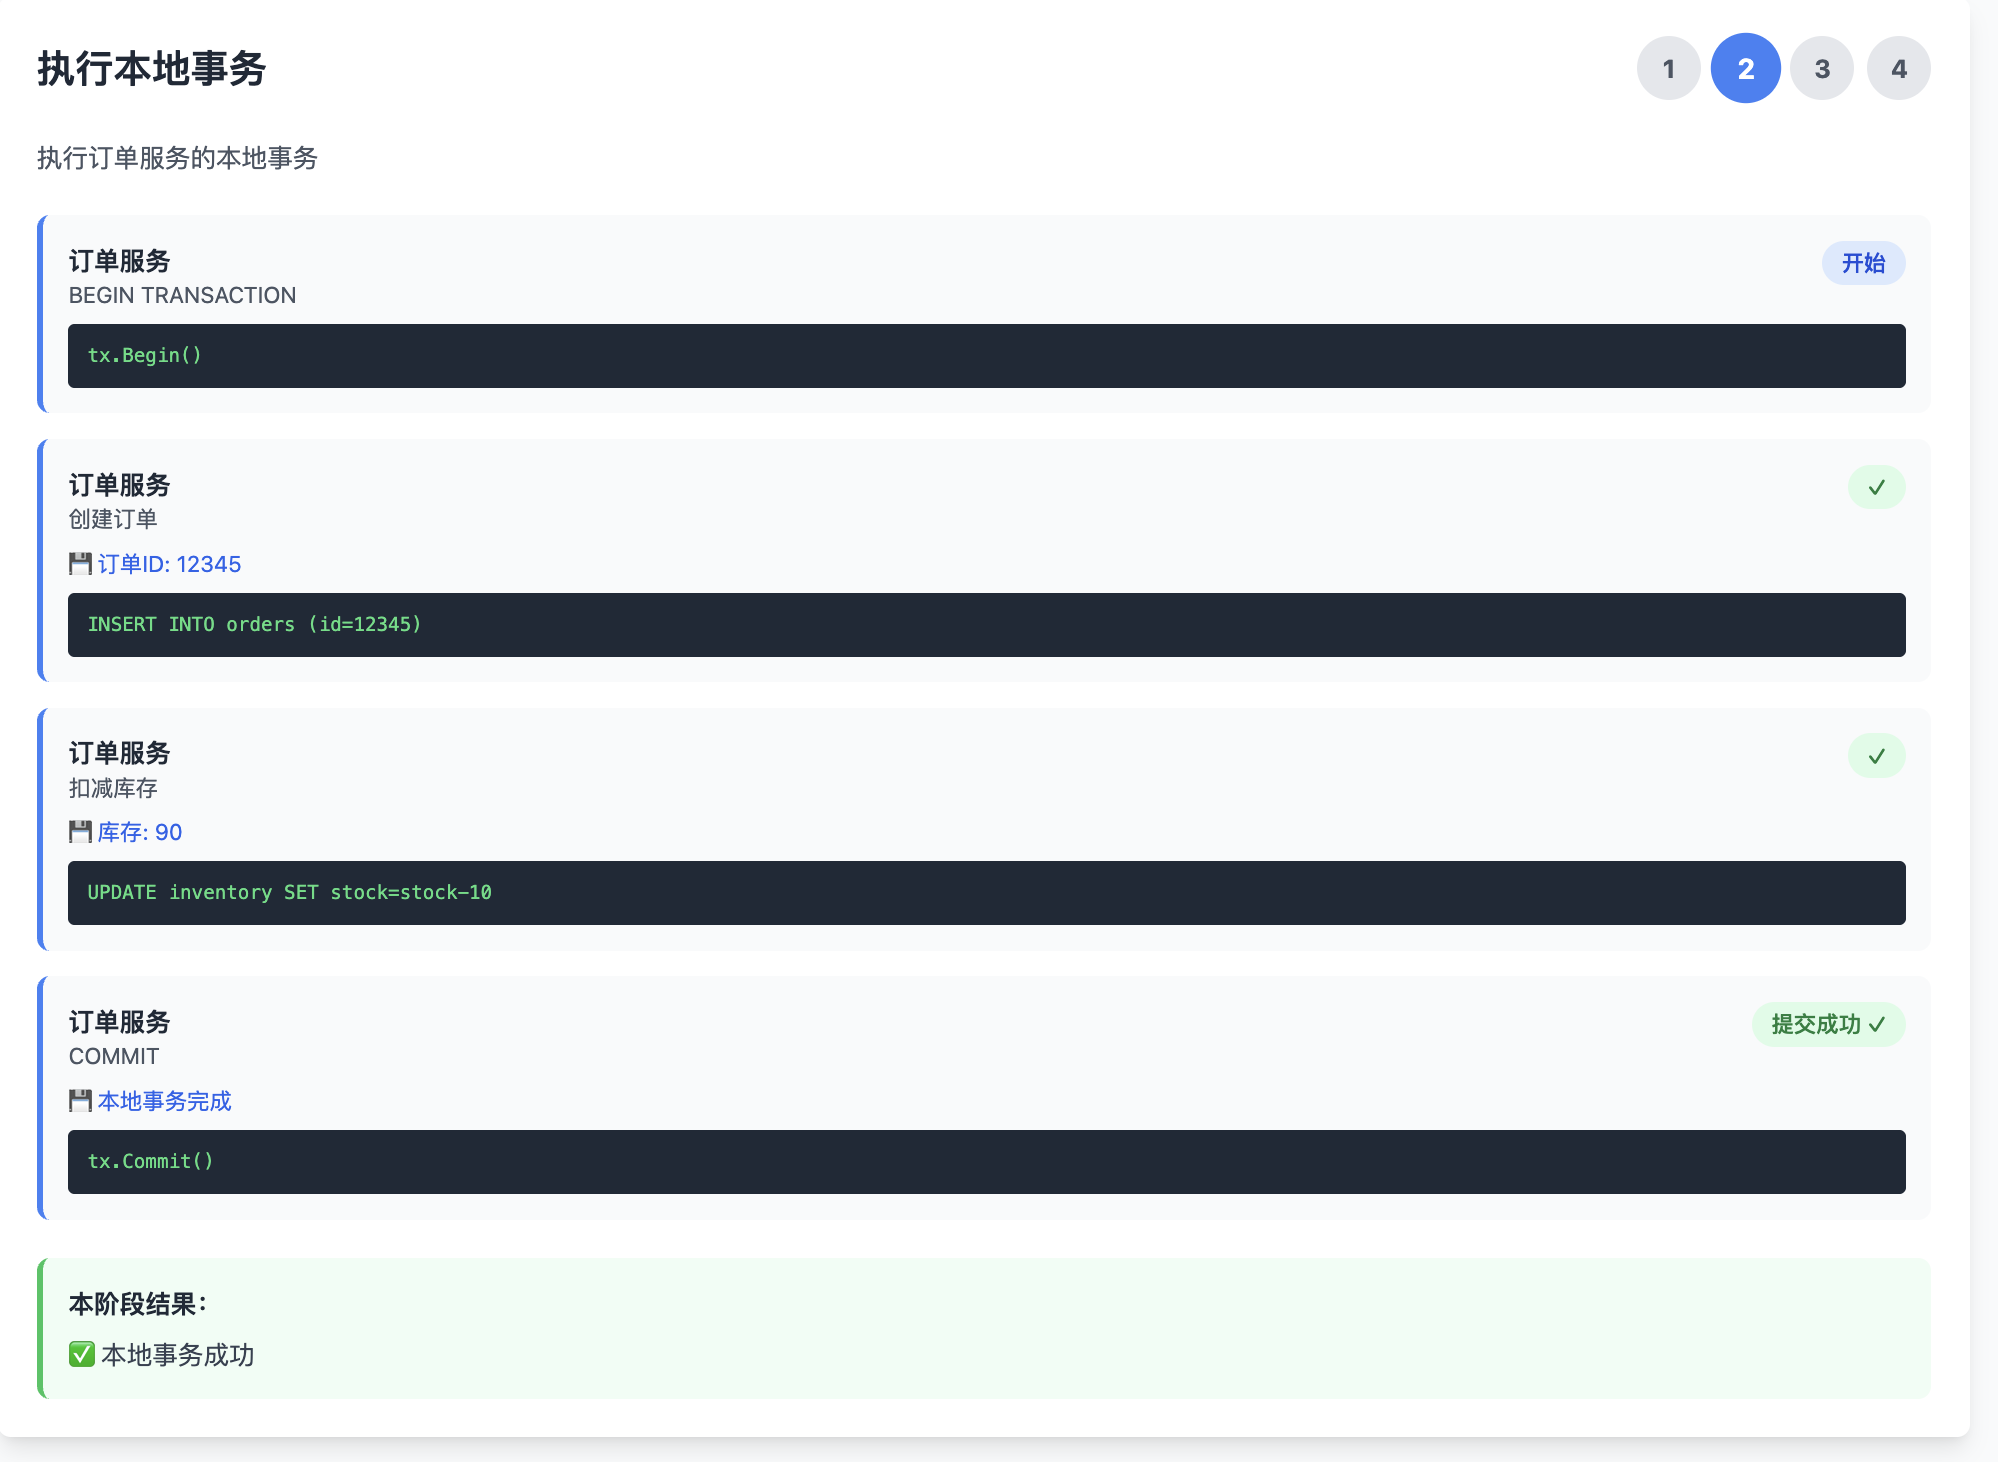 执行本地事务
1 2 3 4
执行订单服务的本地事务
订单服务
开始
BEGIN TRANSACTION
tx.Begin()
订单服务
✓
创建订单
💾 订单ID: 12345
INSERT INTO orders (id=12345)
订单服务
✓
扣减库存
💾 库存: 90
UPDATE inventory SET stock=stock-10
订单服务
提交成功 ✓
COMMIT
💾 本地事务完成
tx.Commit()
本阶段结果：
✅ 本地事务成功